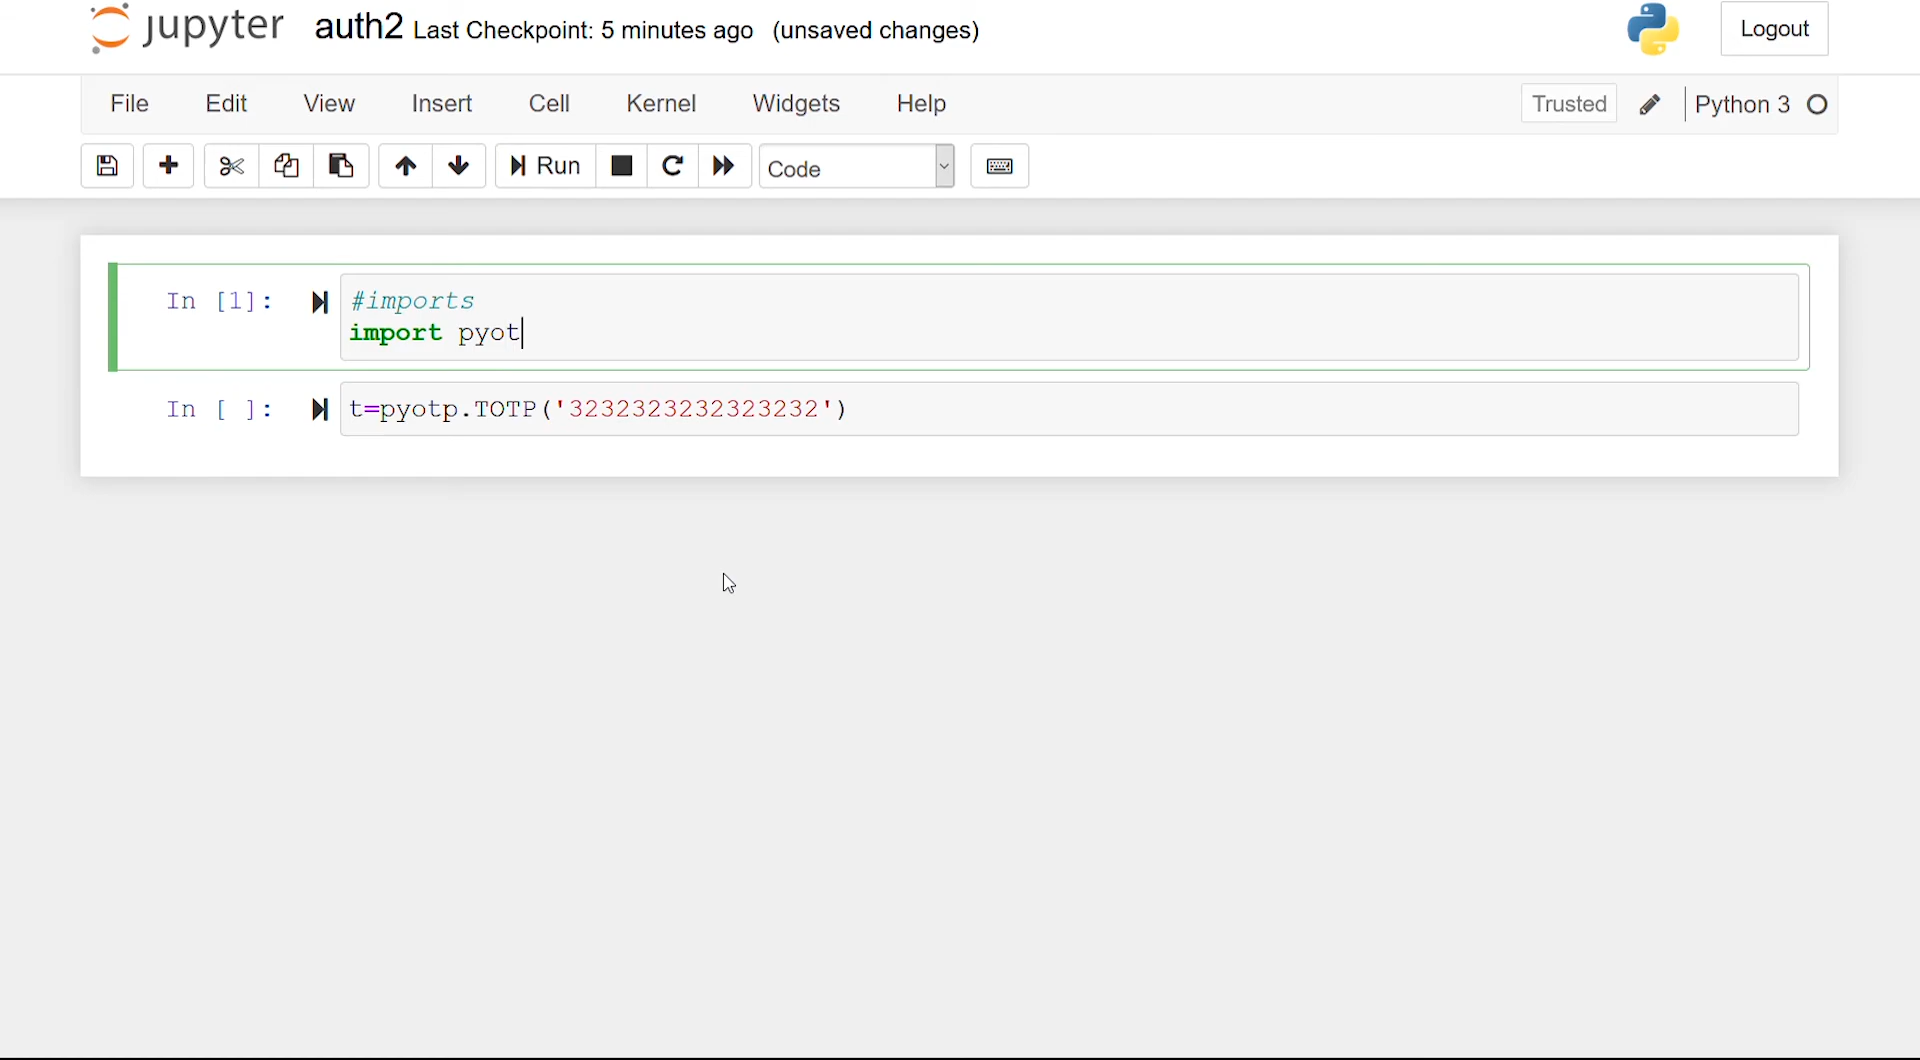 jupyter auth2 Last Checkpoint: 5 minutes ago (unsaved changes) Logout
File Edit View Insert Cell Kernel Widgets Help Trusted Python 3
Run Code
In [1]: #imports
import pyot
In [ ]: t=pyotp.TOTP('3232323232323232')